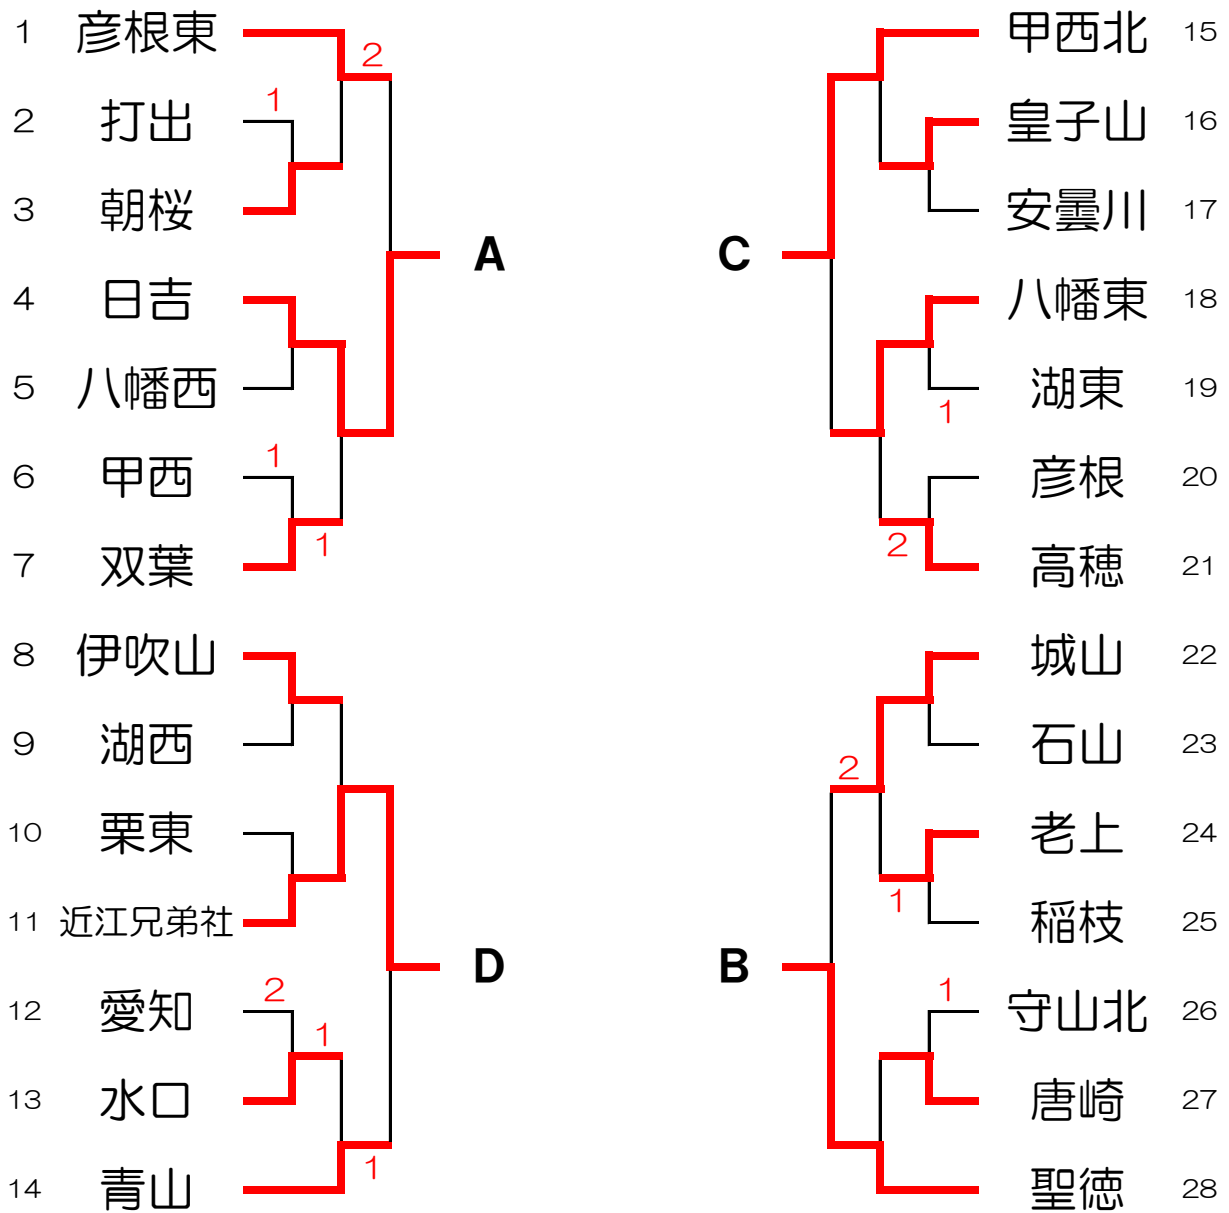 1 彦根東
2
2 打出
1
3 朝桜
A
4 日吉
5 八幡西
6 甲西
1
7 双葉
1
8 伊吹山
9 湖西
10 栗東
11 近江兄弟社
D
12 愛知
2
1
13 水口
14 青山
1
甲西北 15
皇子山 16
安曇川 17
C
八幡東 18
湖東 19
1
彦根 20
高穂 21
2
城山 22
石山 23
2
老上 24
1
稲枝 25
B
守山北 26
1
唐崎 27
聖徳 28